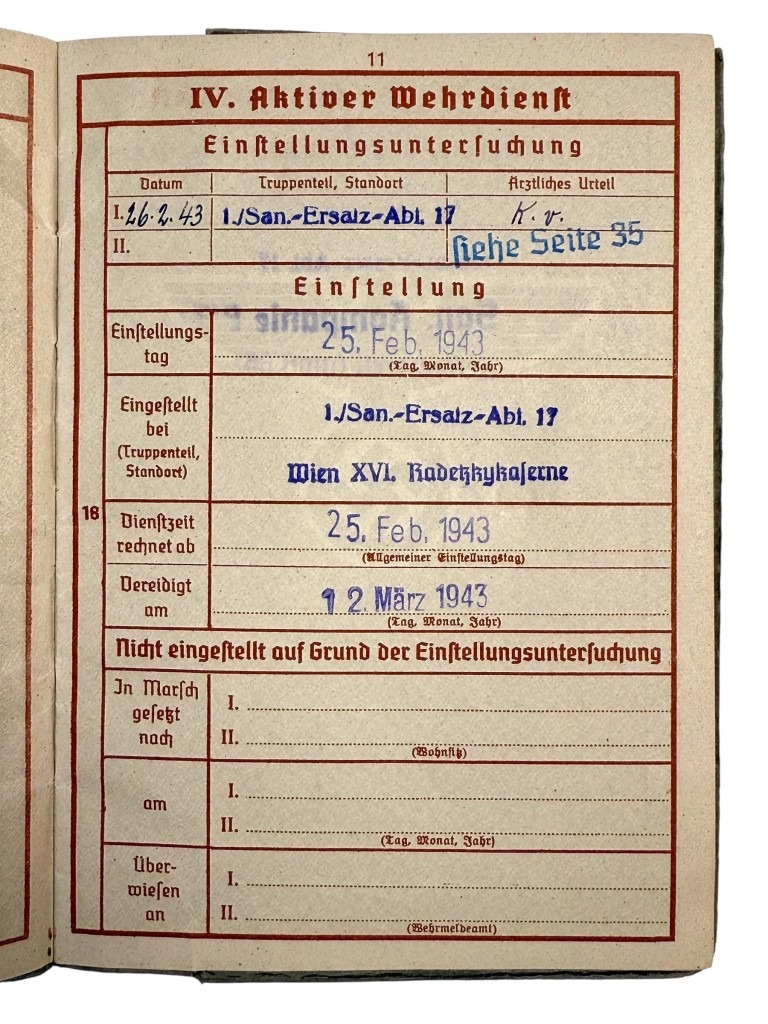 11
IV. Aktiver Wehrdienst
Einstellungsuntersuchung
Datum Truppenteil, Standort Ärztliches Urteil
I. 26.2.43 1./San.-Ersatz-Abt. 17 K. v.
II. siehe Seite 35
Einstellung
Einstellungs-
tag
25. Feb. 1943
(Tag, Monat, Jahr)
Eingestellt
bei
(Truppenteil,
Standort)
1./San.-Ersatz-Abt. 17
Wien XVI. Radetzkykaserne
18
Dienstzeit
rechnet ab
25. Feb. 1943
(Allgemeiner Einstellungstag)
Vereidigt
am
12. März 1943
(Tag, Monat, Jahr)
Nicht eingestellt auf Grund der Einstellungsuntersuchung
In Marsch
gesetzt
nach
I.
II.
(Wohnsitz)
am
I.
II.
(Tag, Monat, Jahr)
Über-
wiesen
an
I.
II.
(Wehrmeldeamt)